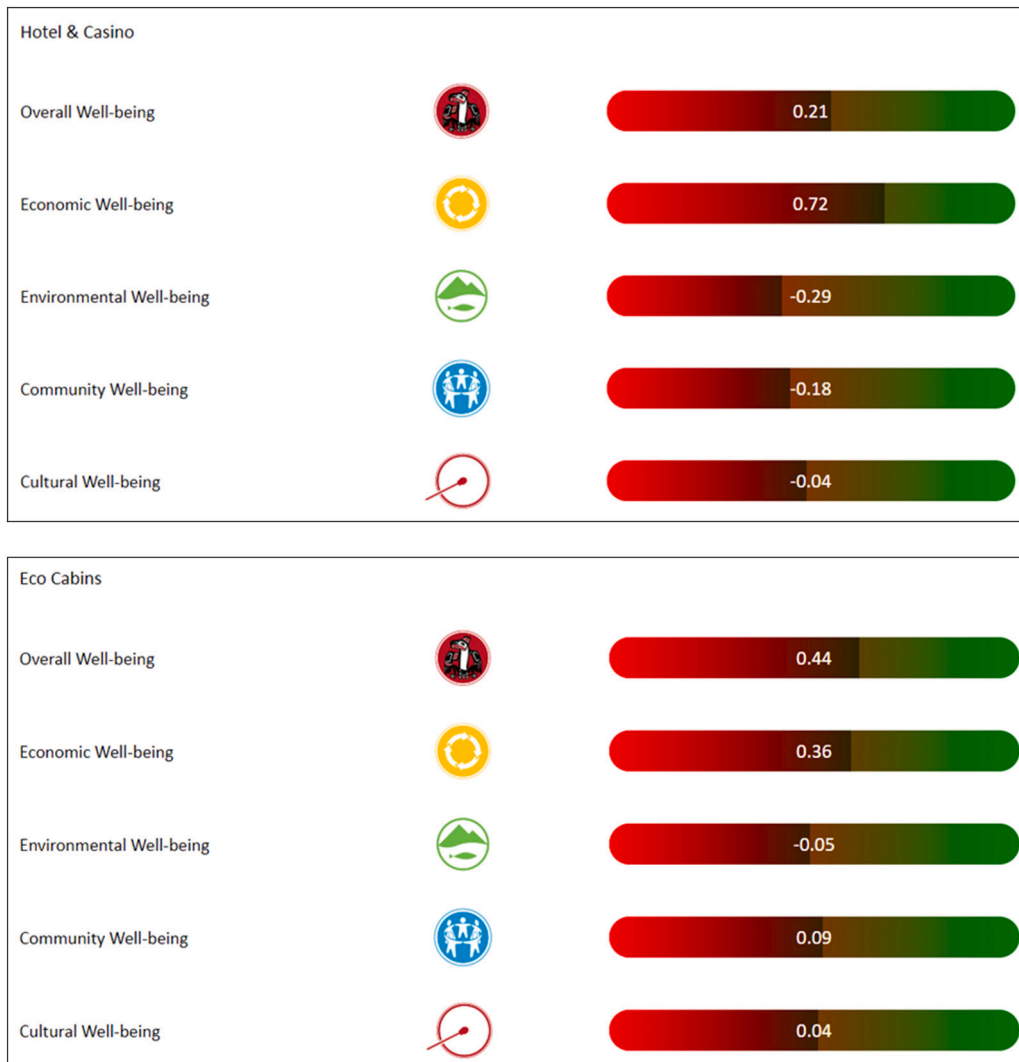 Hotel & Casino
Overall Well-being 0.21
Economic Well-being 0.72
Environmental Well-being -0.29
Community Well-being -0.18
Cultural Well-being -0.04
Eco Cabins
Overall Well-being 0.44
Economic Well-being 0.36
Environmental Well-being -0.05
Community Well-being 0.09
Cultural Well-being 0.04